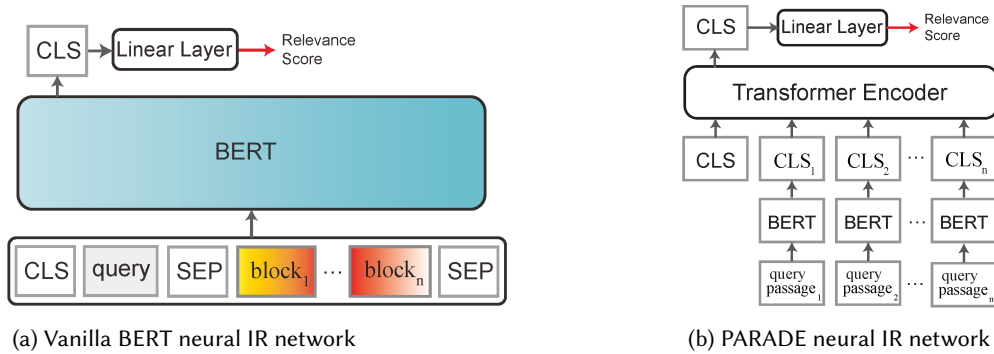 CLS
Linear Layer
Relevance
Score
BERT
CLS
query
SEP
block1
...
blockn
SEP
(a) Vanilla BERT neural IR network
CLS
Linear Layer
Relevance
Score
Transformer Encoder
CLS
CLS1
CLS2
...
CLSn
BERT
BERT
...
BERT
query
passage1
query
passage2
...
query
passagen
(b) PARADE neural IR network